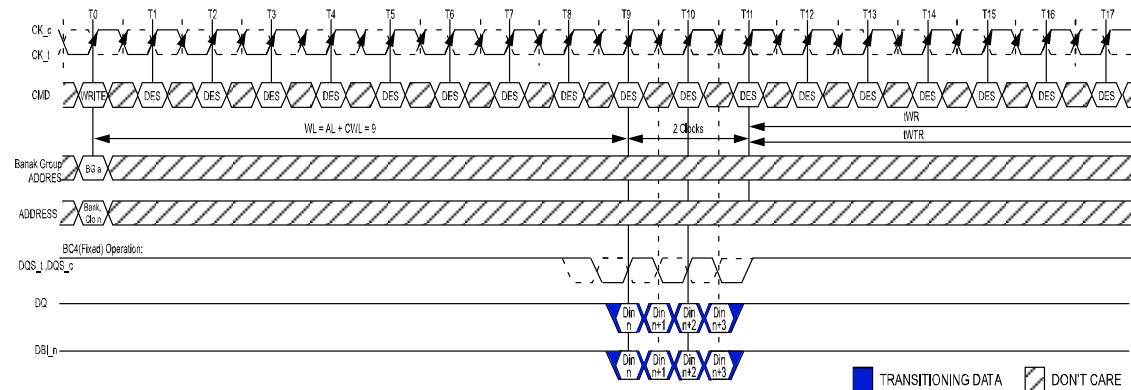 T0 T1 T2 T3 T4 T5 T6 T7 T8 T9 T10 T11 T12 T13 T14 T15 T16 T17
CK_c
CK_t
CMD WRITE DES DES DES DES DES DES DES DES DES DES DES DES DES DES DES DES DES
WL = AL + CWL = 9 2 Clocks tWR
tWTR
Banak Group
ADDRES
BG a
ADDRESS
Bank,
Clo n
BC4(Fixed) Operation:
DQS_t,DQS_c
DQ
Din n Din n+1 Din n+2 Din n+3
DBI_n
Din n Din n+1 Din n+2 Din n+3
TRANSITIONING DATA DON'T CARE